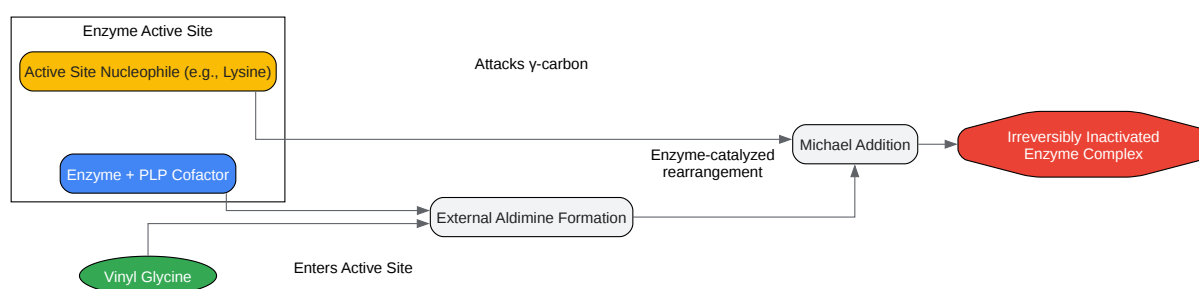 Enzyme Active Site
Active Site Nucleophile (e.g., Lysine)
Attacks γ-carbon
Michael Addition
Irreversibly Inactivated
Enzyme Complex
Enzyme-catalyzed
rearrangement
Enzyme + PLP Cofactor
External Aldimine Formation
Enters Active Site
Vinyl Glycine